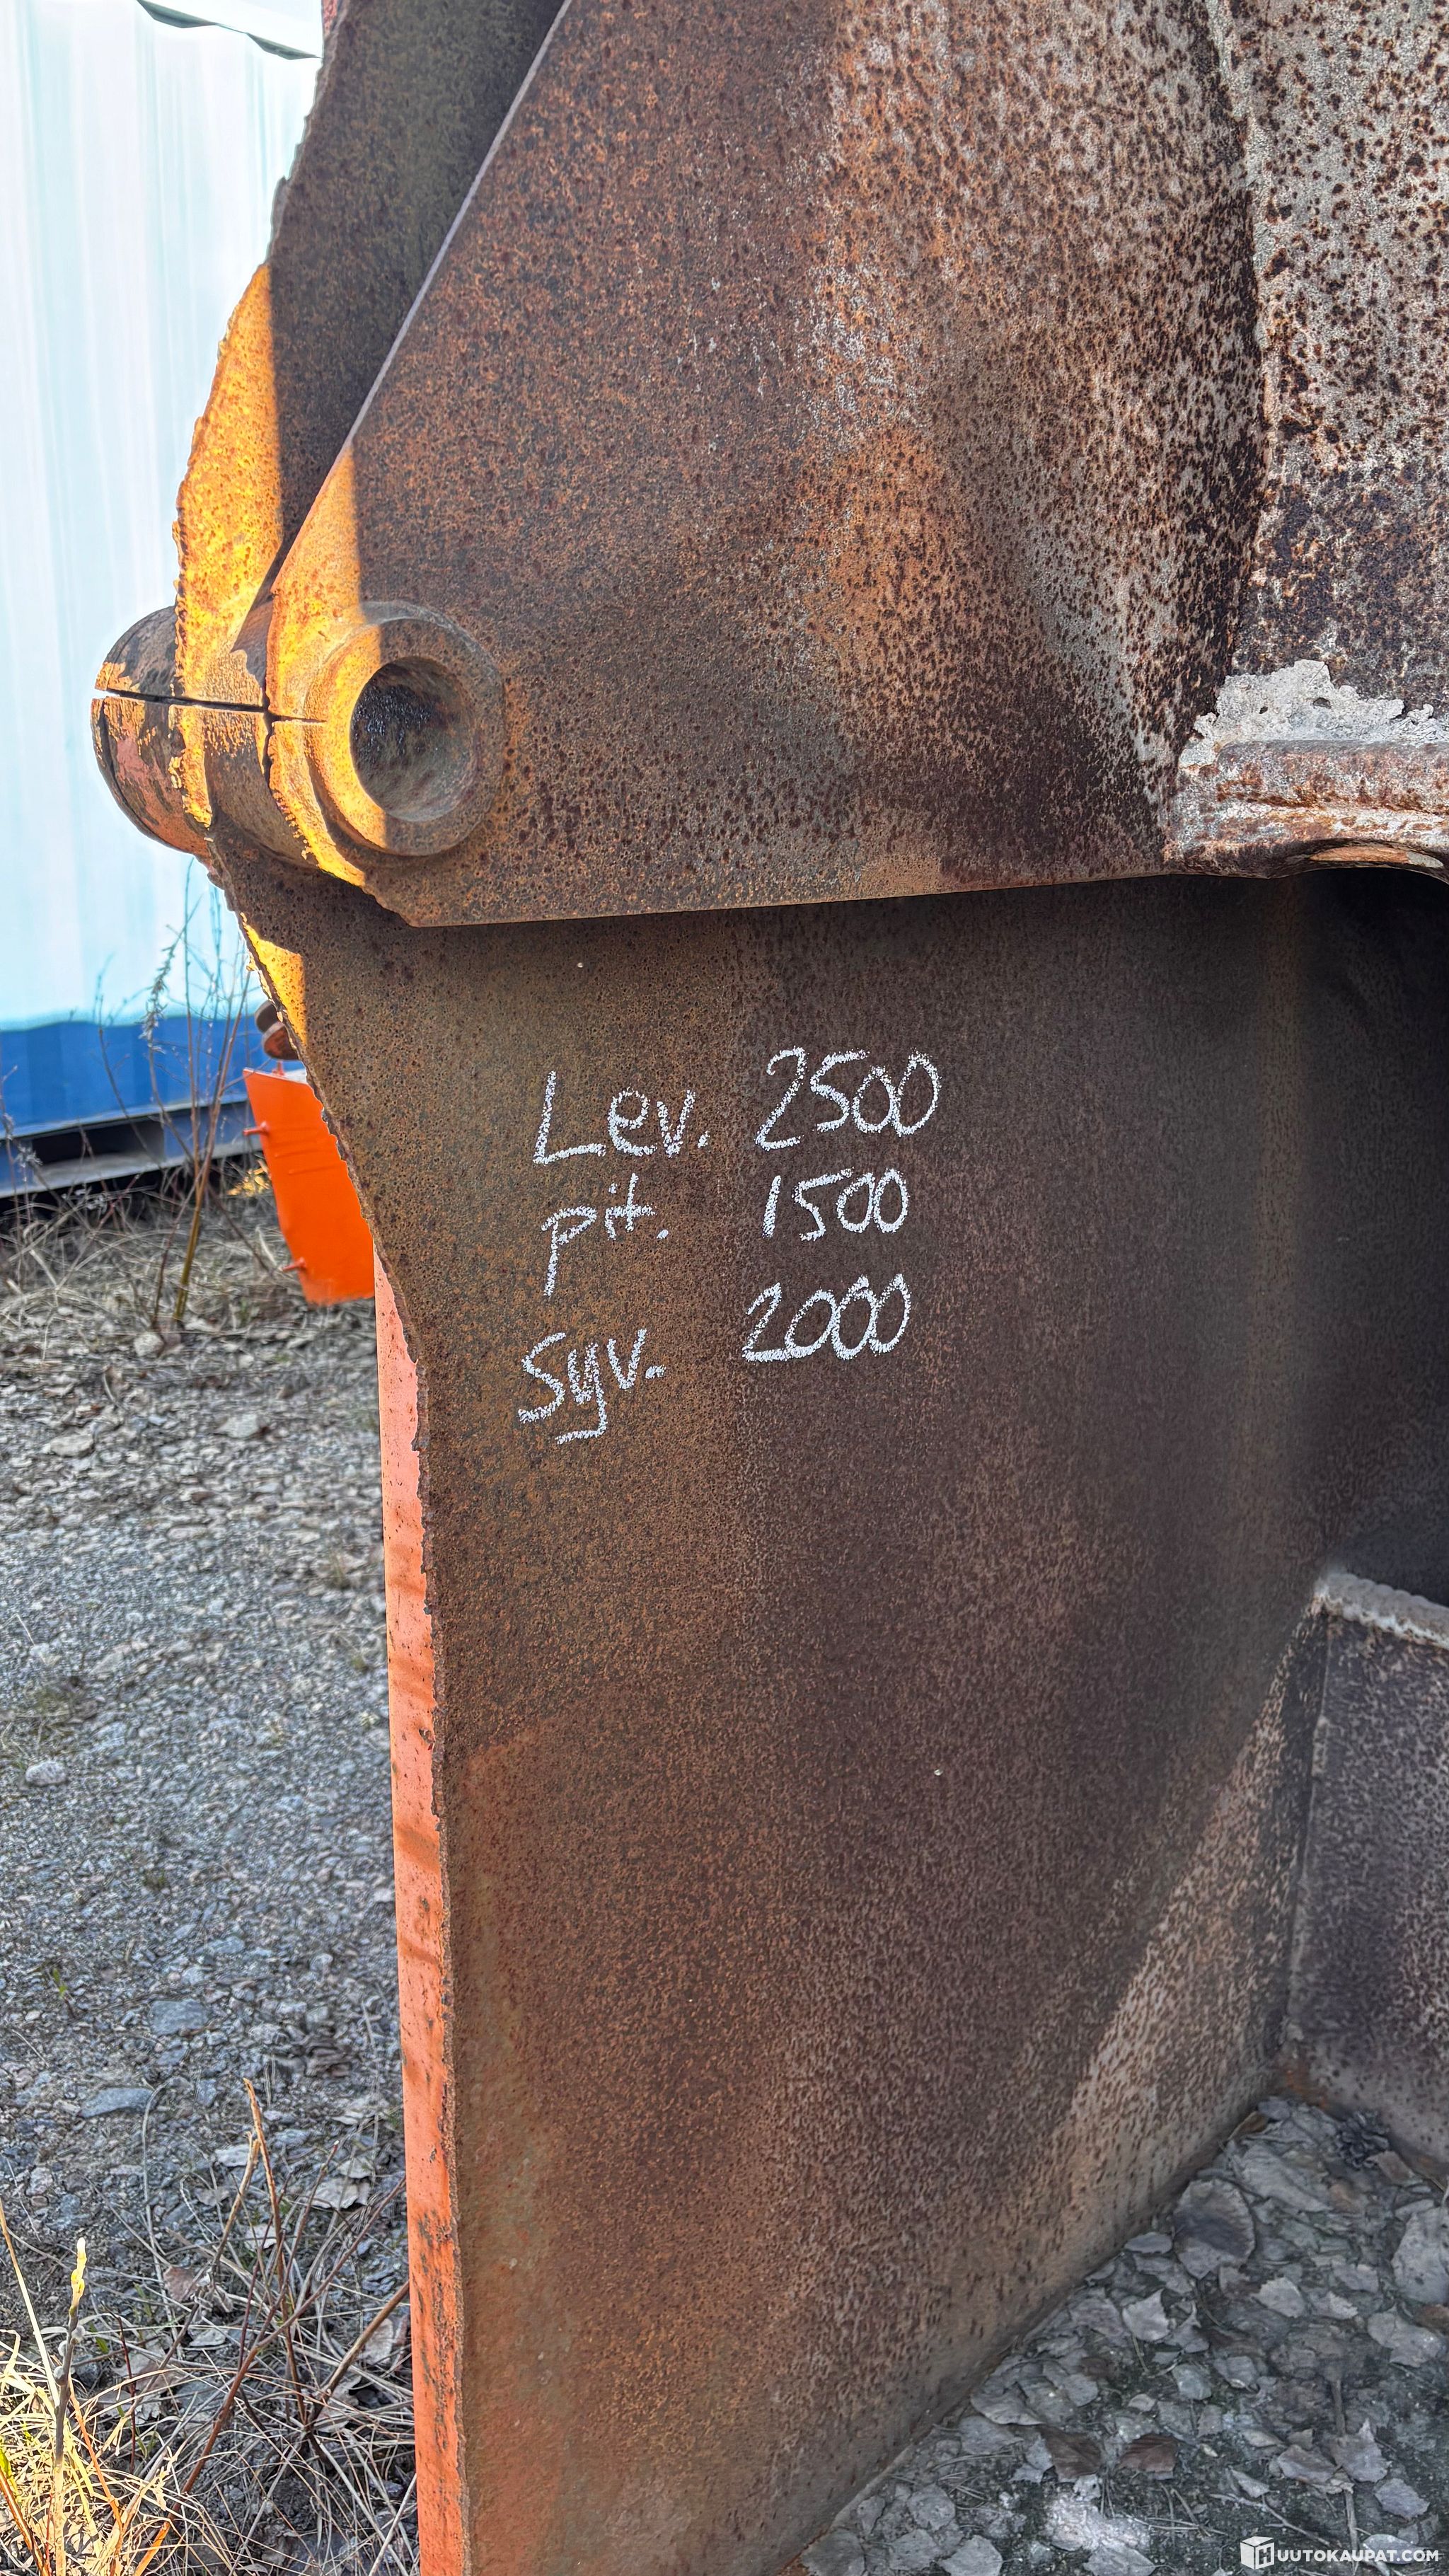 Lev. 2500
pit. 1500
Syv. 2000
HUUTOKAUPAT.COM